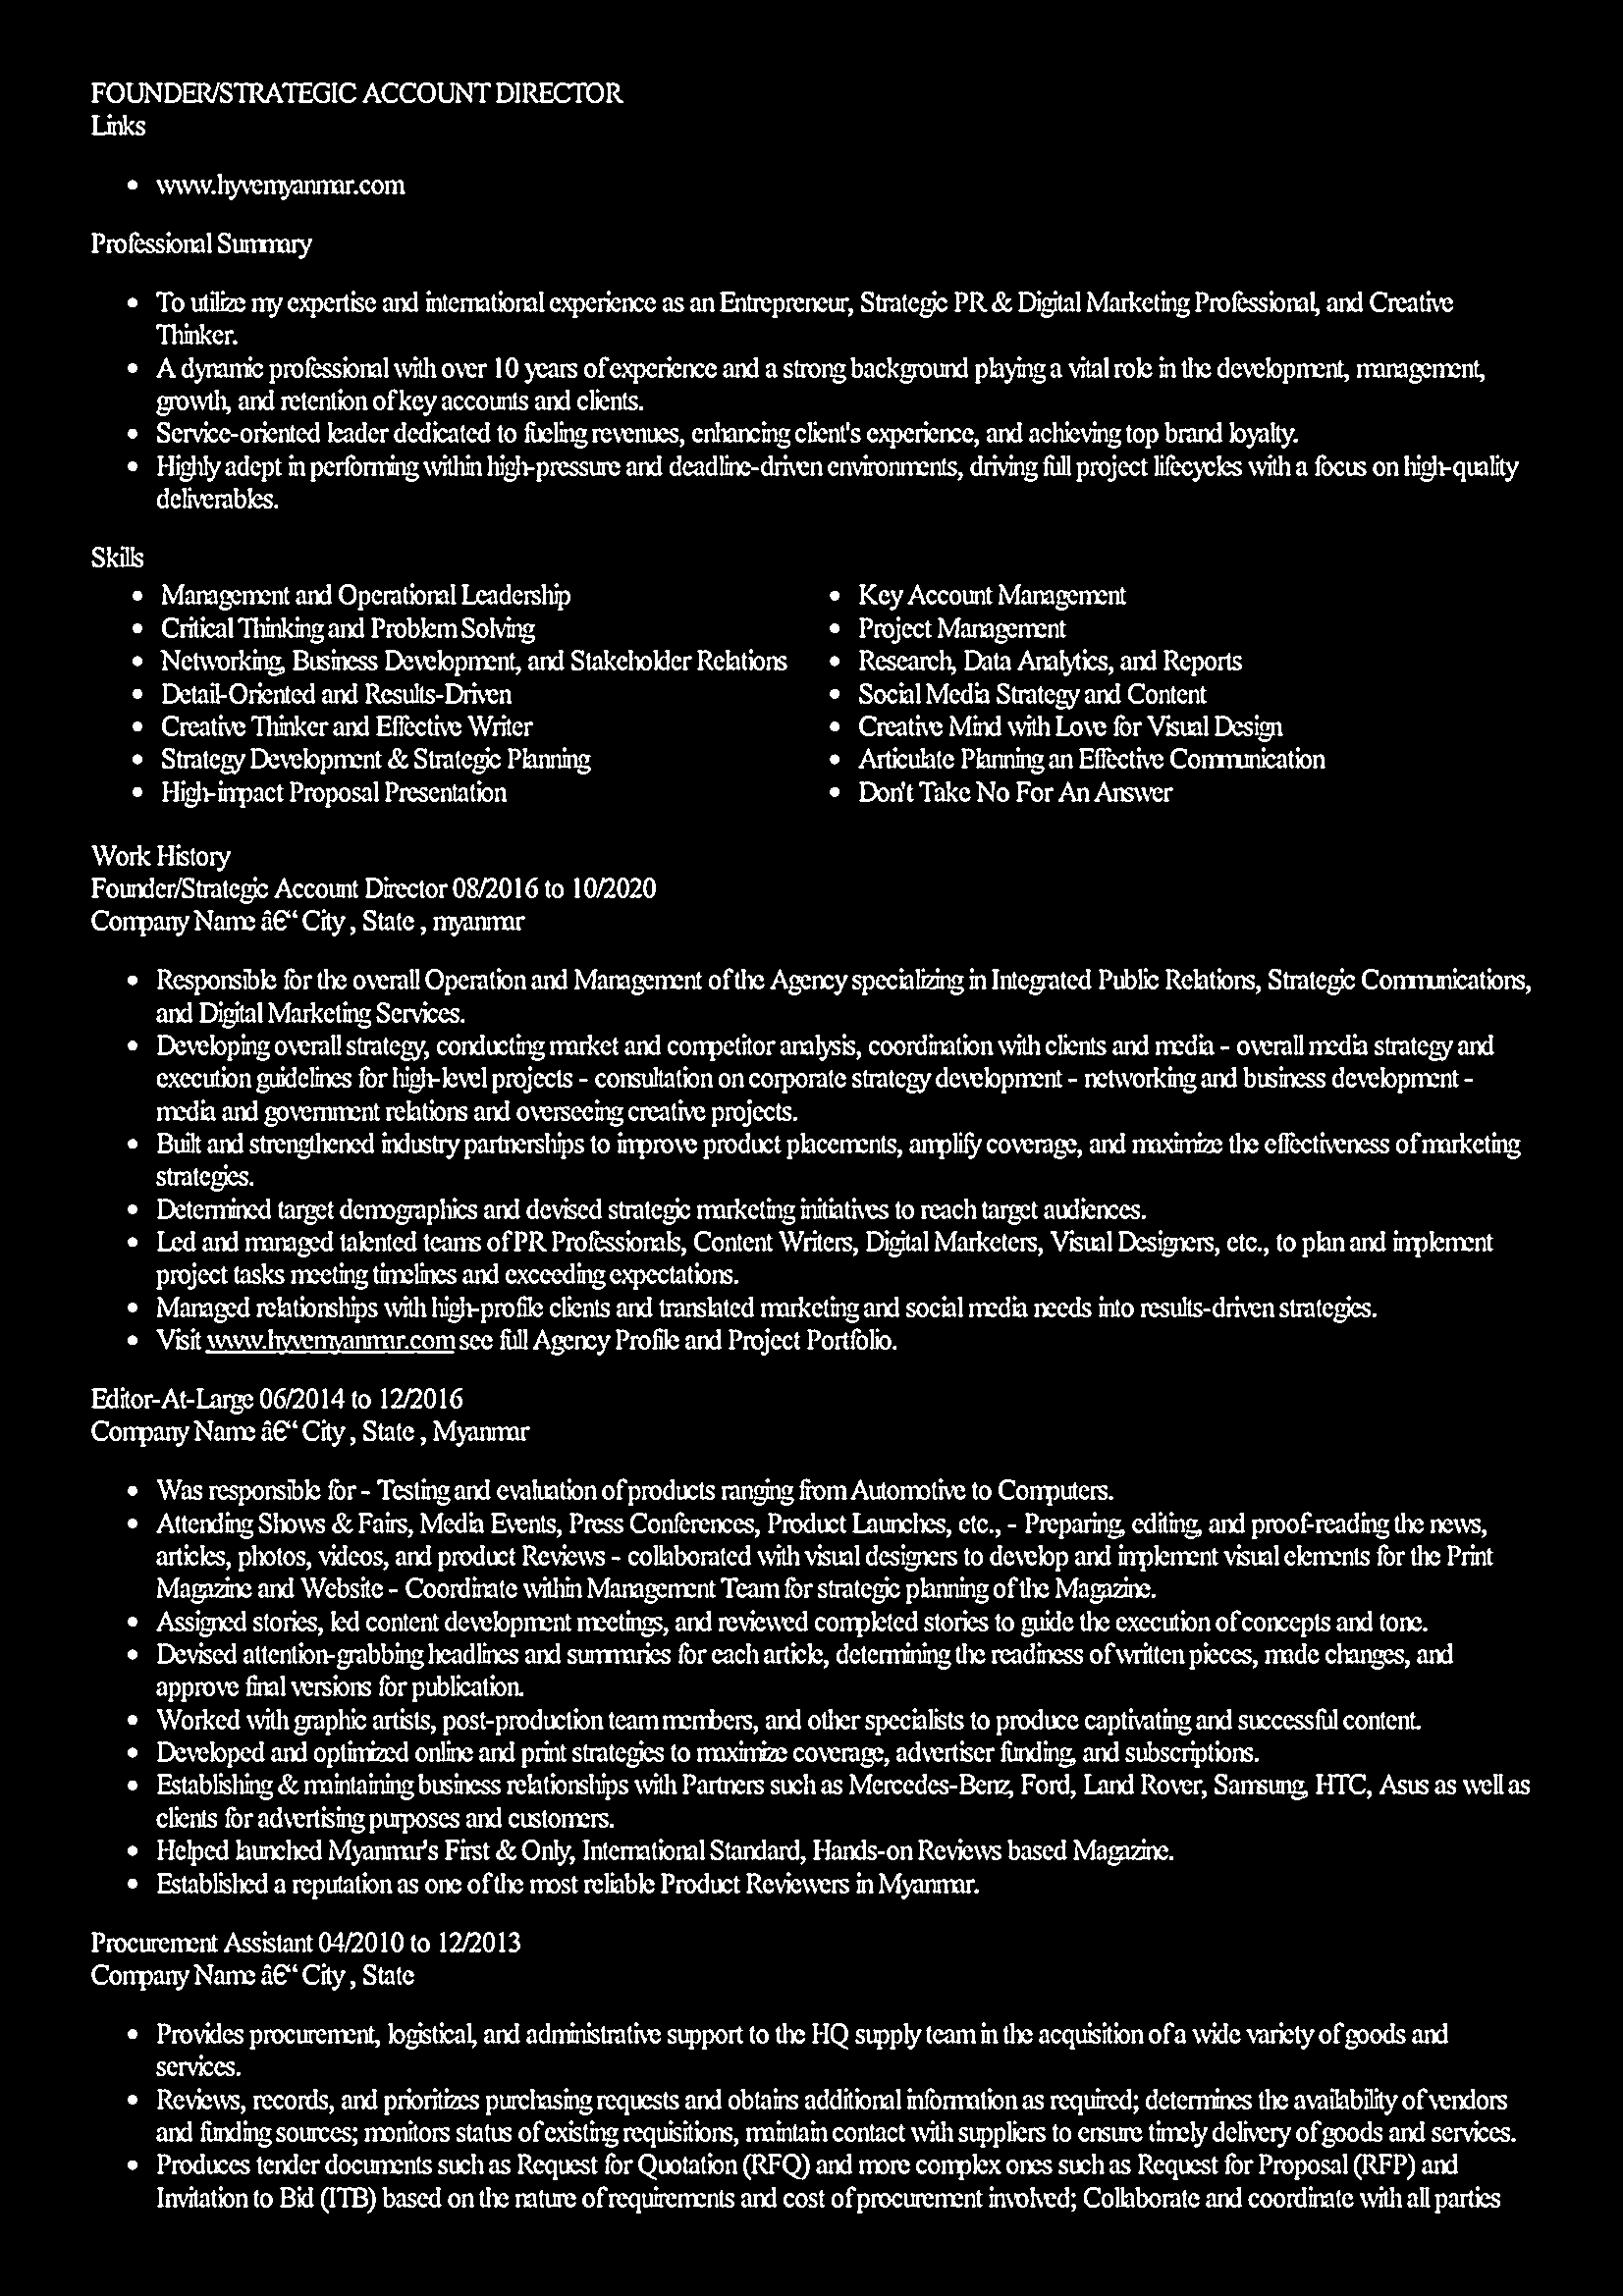 FOUNDER/STRATEGIC ACCOUNT DIRECTOR
Links
• www.hyvemyanmar.com
Professional Summary
• To utilize my expertise and international experience as an Entrepreneur, Strategic PR & Digital Marketing Professional, and Creative
Thinker.
• A dynamic professional with over 10 years of experience and a strong background playing a vital role in the development, management,
growth, and retention of key accounts and clients.
• Service-oriented leader dedicated to fueling revenues, enhancing client's experience, and achieving top brand loyalty.
• Highly adept in performing within high-pressure and deadline-driven environments, driving full project lifecycles with a focus on high-quality
deliverables.
Skills
• Management and Operational Leadership
• Critical Thinking and Problem Solving
• Networking, Business Development, and Stakeholder Relations
• Detail-Oriented and Results-Driven
• Creative Thinker and Effective Writer
• Strategy Development & Strategic Planning
• High-impact Proposal Presentation
• Key Account Management
• Project Management
• Research, Data Analytics, and Reports
• Social Media Strategy and Content
• Creative Mind with Love for Visual Design
• Articulate Planning an Effective Communication
• Don't Take No For An Answer
Work History
Founder/Strategic Account Director 08/2016 to 10/2020
Company Name â€“ City , State , myanmar
• Responsible for the overall Operation and Management of the Agency specializing in Integrated Public Relations, Strategic Communications,
and Digital Marketing Services.
• Developing overall strategy, conducting market and competitor analysis, coordination with clients and media - overall media strategy and
execution guidelines for high-level projects - consultation on corporate strategy development - networking and business development -
media and government relations and overseeing creative projects.
• Built and strengthened industry partnerships to improve product placements, amplify coverage, and maximize the effectiveness of marketing
strategies.
• Determined target demographics and devised strategic marketing initiatives to reach target audiences.
• Led and managed talented teams of PR Professionals, Content Writers, Digital Marketers, Visual Designers, etc., to plan and implement
project tasks meeting timelines and exceeding expectations.
• Managed relationships with high-profile clients and translated marketing and social media needs into results-driven strategies.
• Visit www.hyvemyanmar.com see full Agency Profile and Project Portfolio.
Editor-At-Large 06/2014 to 12/2016
Company Name â€“ City , State , Myanmar
• Was responsible for - Testing and evaluation of products ranging from Automotive to Computers.
• Attending Shows & Fairs, Media Events, Press Conferences, Product Launches, etc., - Preparing, editing, and proof-reading the news,
articles, photos, videos, and product Reviews - collaborated with visual designers to develop and implement visual elements for the Print
Magazine and Website - Coordinate within Management Team for strategic planning of the Magazine.
• Assigned stories, led content development meetings, and reviewed completed stories to guide the execution of concepts and tone.
• Devised attention-grabbing headlines and summaries for each article, determining the readiness of written pieces, made changes, and
approve final versions for publication.
• Worked with graphic artists, post-production team members, and other specialists to produce captivating and successful content.
• Developed and optimized online and print strategies to maximize coverage, advertiser funding, and subscriptions.
• Establishing & maintaining business relationships with Partners such as Mercedes-Benz, Ford, Land Rover, Samsung, HTC, Asus as well as
clients for advertising purposes and customers.
• Helped launched Myanmar's First & Only, International Standard, Hands-on Reviews based Magazine.
• Established a reputation as one of the most reliable Product Reviewers in Myanmar.
Procurement Assistant 04/2010 to 12/2013
Company Name â€“ City , State
• Provides procurement, logistical, and administrative support to the HQ supply team in the acquisition of a wide variety of goods and
services.
• Reviews, records, and prioritizes purchasing requests and obtains additional information as required; determines the availability of vendors
and funding sources; monitors status of existing requisitions, maintain contact with suppliers to ensure timely delivery of goods and services.
• Produces tender documents such as Request for Quotation (RFQ) and more complex ones such as Request for Proposal (RFP) and
Invitation to Bid (ITB) based on the nature of requirements and cost of procurement involved; Collaborate and coordinate with all parties